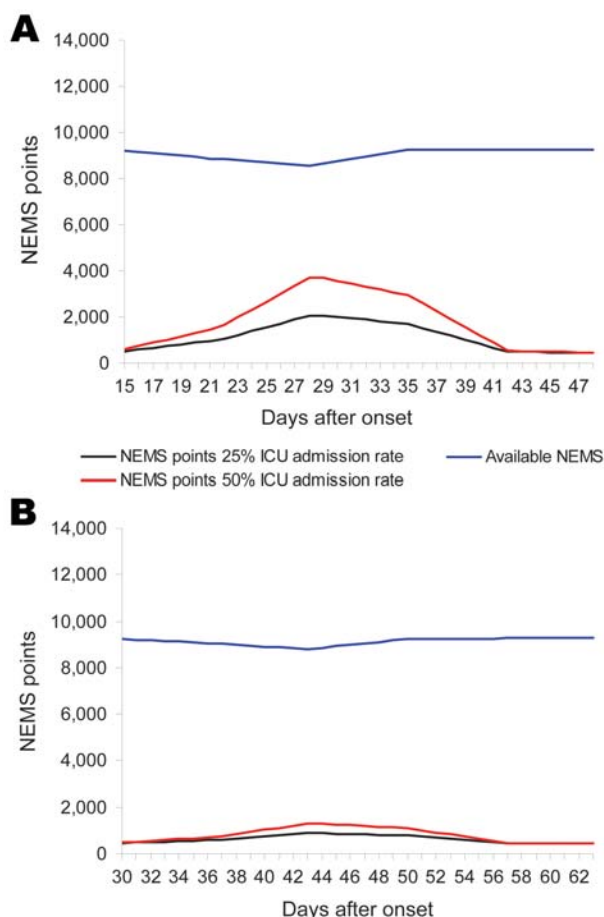 A
14,000
12,000
10,000
8,000
6,000
4,000
2,000
0
NEMS points
15 17 19 21 23 25 27 29 31 33 35 37 39 41 43 45 47
Days after onset
NEMS points 25% ICU admission rate Available NEMS
NEMS points 50% ICU admission rate
B
14,000
12,000
10,000
8,000
6,000
4,000
2,000
0
NEMS points
30 32 34 36 38 40 42 44 46 48 50 52 54 56 58 60 62
Days after onset